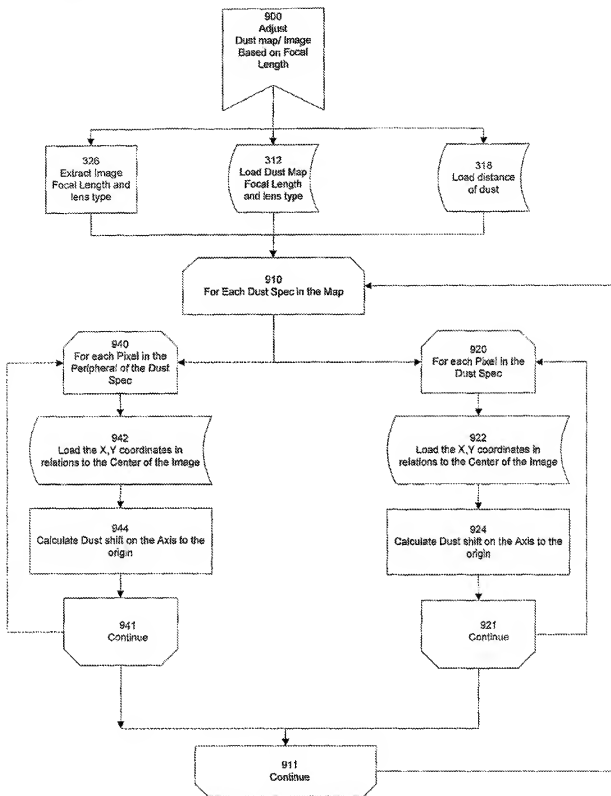 900
Adjust
Dust map/ Image
Based on Focal
Length
326
Extract Image
Focal Length and
lens type
312
Load Dust Map
Focal Length
and lens type
318
Load distance
of dust
910
For Each Dust Spec in the Map
940
For each Pixel in the
Peripheral of the Dust
Spec
920
For each Pixel in the
Dust Spec
942
Load the X,Y coordinates in
relations to the Center of the Image
922
Load the X,Y coordinates in
relations to the Center of the Image
944
Calculate Dust shift on the Axis to the
origin
924
Calculate Dust shift on the Axis to the
origin
941
Continue
921
Continue
911
Continue